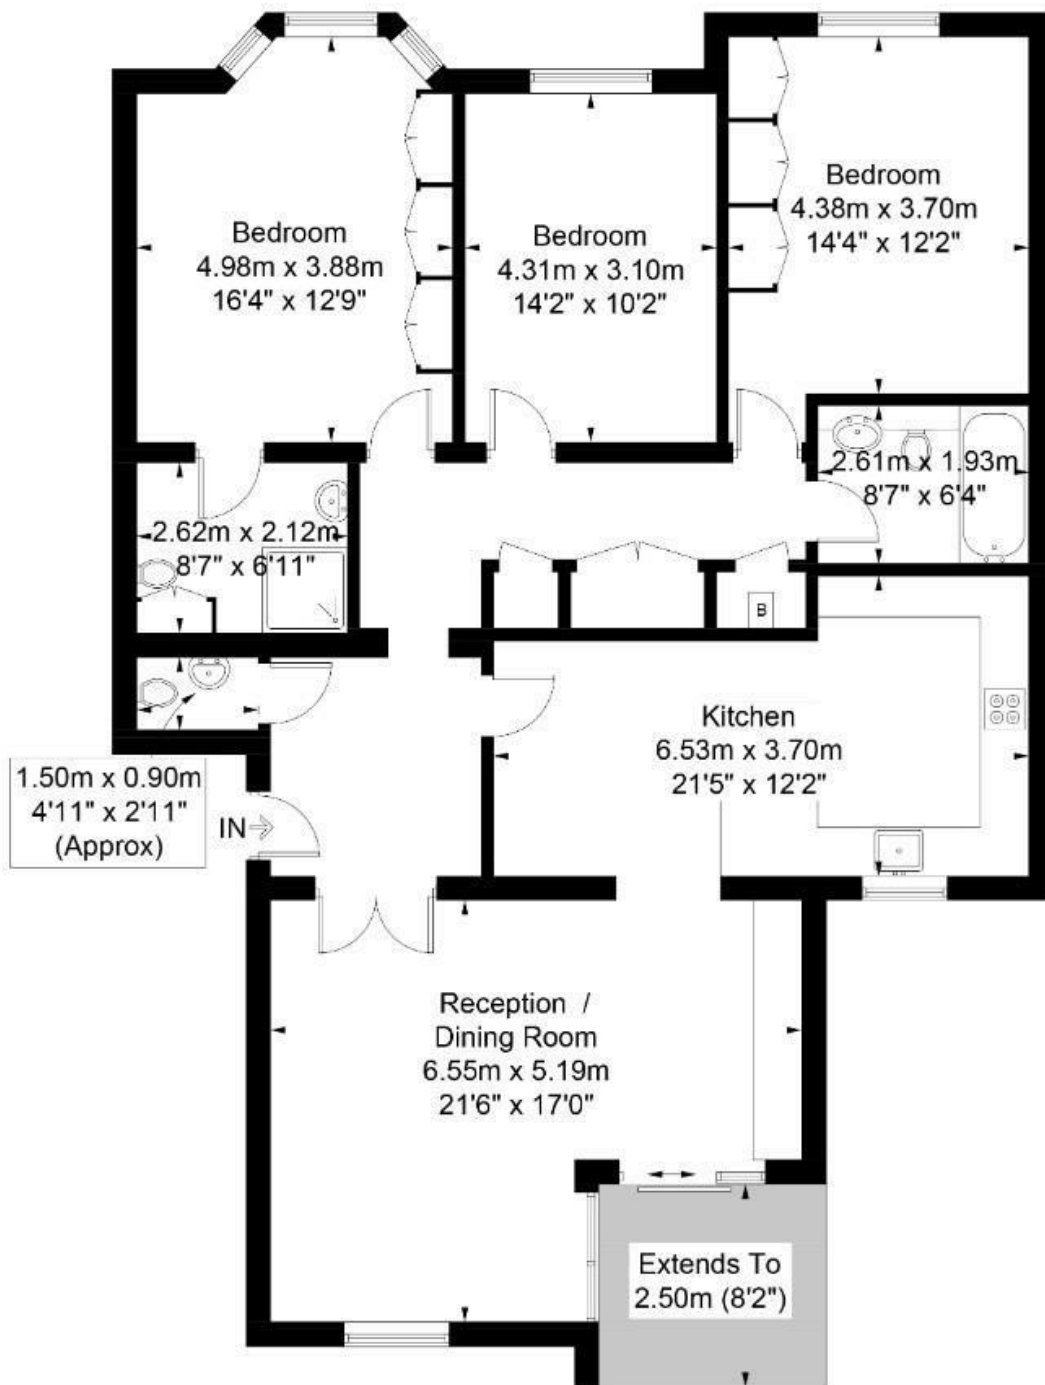 Bedroom
4.98m x 3.88m
16'4" x 12'9"
Bedroom
4.31m x 3.10m
14'2" x 10'2"
Bedroom
4.38m x 3.70m
14'4" x 12'2"
2.62m x 2.12m
8'7" x 6'11"
2.61m x 1.93m
8'7" x 6'4"
B
Kitchen
6.53m x 3.70m
21'5" x 12'2"
1.50m x 0.90m
4'11" x 2'11"
(Approx)
IN
Reception /
Dining Room
6.55m x 5.19m
21'6" x 17'0"
Extends To
2.50m (8'2")